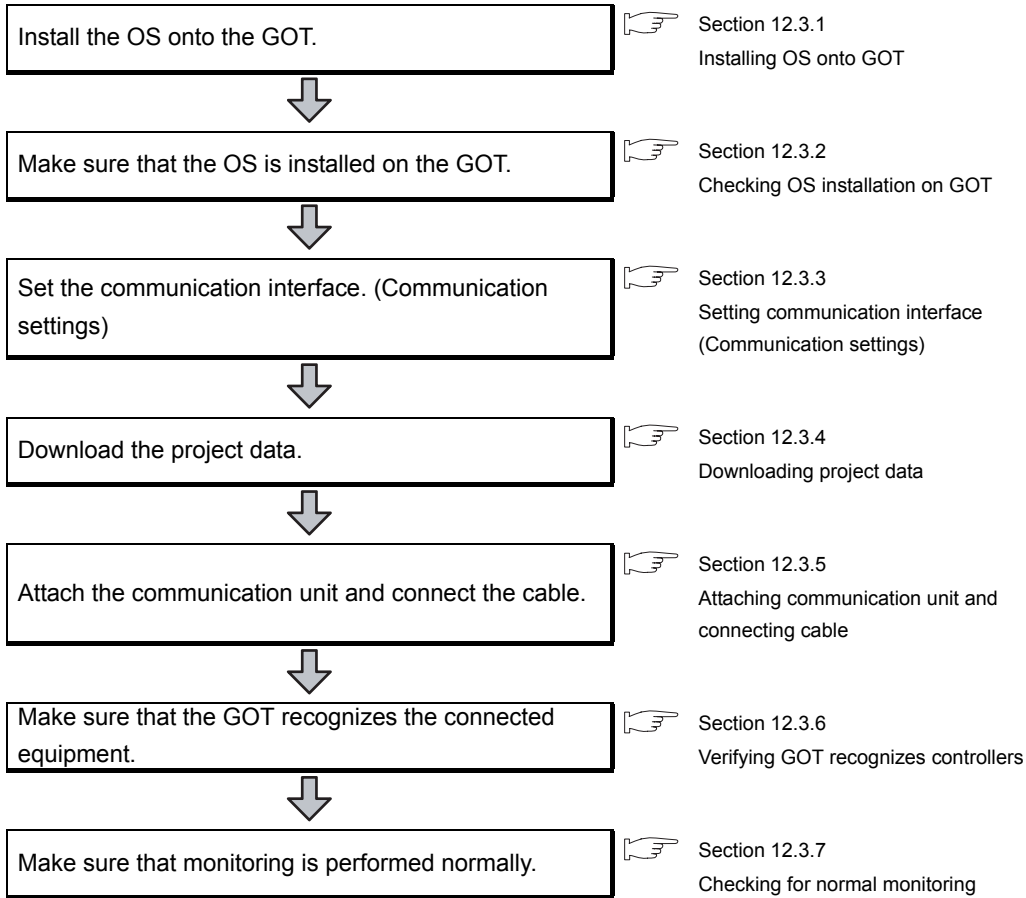 Install the OS onto the GOT.
Section 12.3.1
Installing OS onto GOT
Make sure that the OS is installed on the GOT.
Section 12.3.2
Checking OS installation on GOT
Set the communication interface. (Communication
settings)
Section 12.3.3
Setting communication interface
(Communication settings)
Download the project data.
Section 12.3.4
Downloading project data
Attach the communication unit and connect the cable.
Section 12.3.5
Attaching communication unit and
connecting cable
Make sure that the GOT recognizes the connected
equipment.
Section 12.3.6
Verifying GOT recognizes controllers
Make sure that monitoring is performed normally.
Section 12.3.7
Checking for normal monitoring